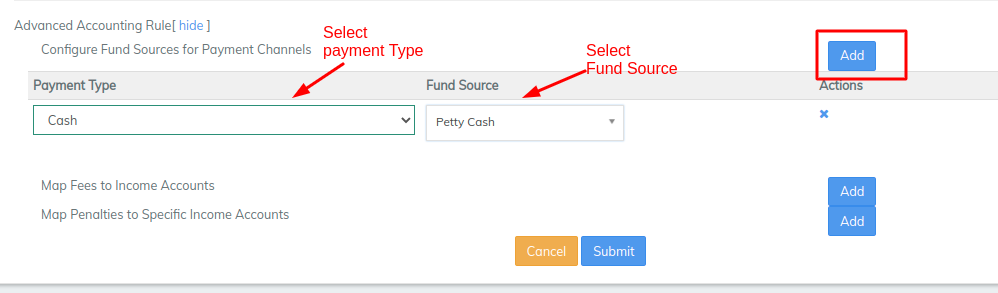 Advanced Accounting Rule[ hide ]
Select
payment Type
Configure Fund Sources for Payment Channels
Select
Fund Source
Add
Payment Type
Fund Source
Actions
Cash
Petty Cash
Map Fees to Income Accounts
Add
Map Penalties to Specific Income Accounts
Add
Cancel
Submit